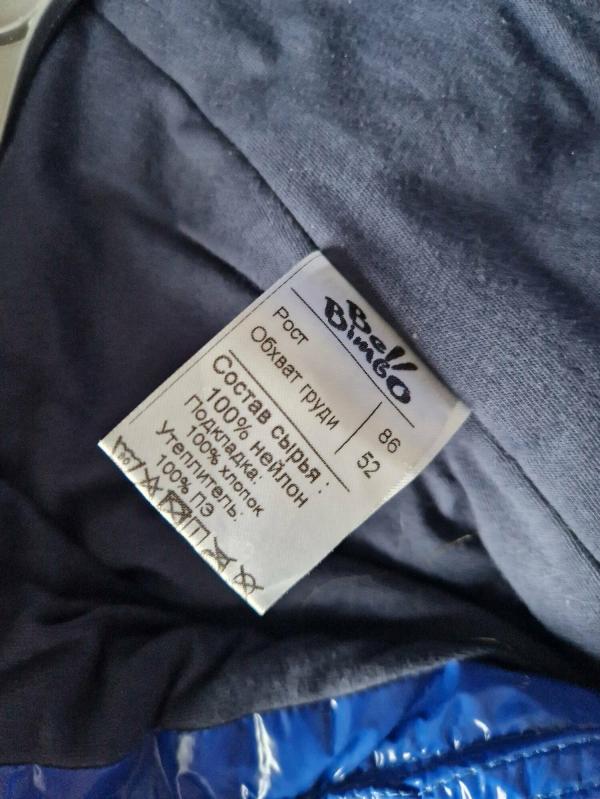 Bell
Bimbo
Рост 86
Обхват груди 52
Состав сырья :
100% нейлон
Подкладка:
100% хлопок
Утеплитель:
100% ПЭ